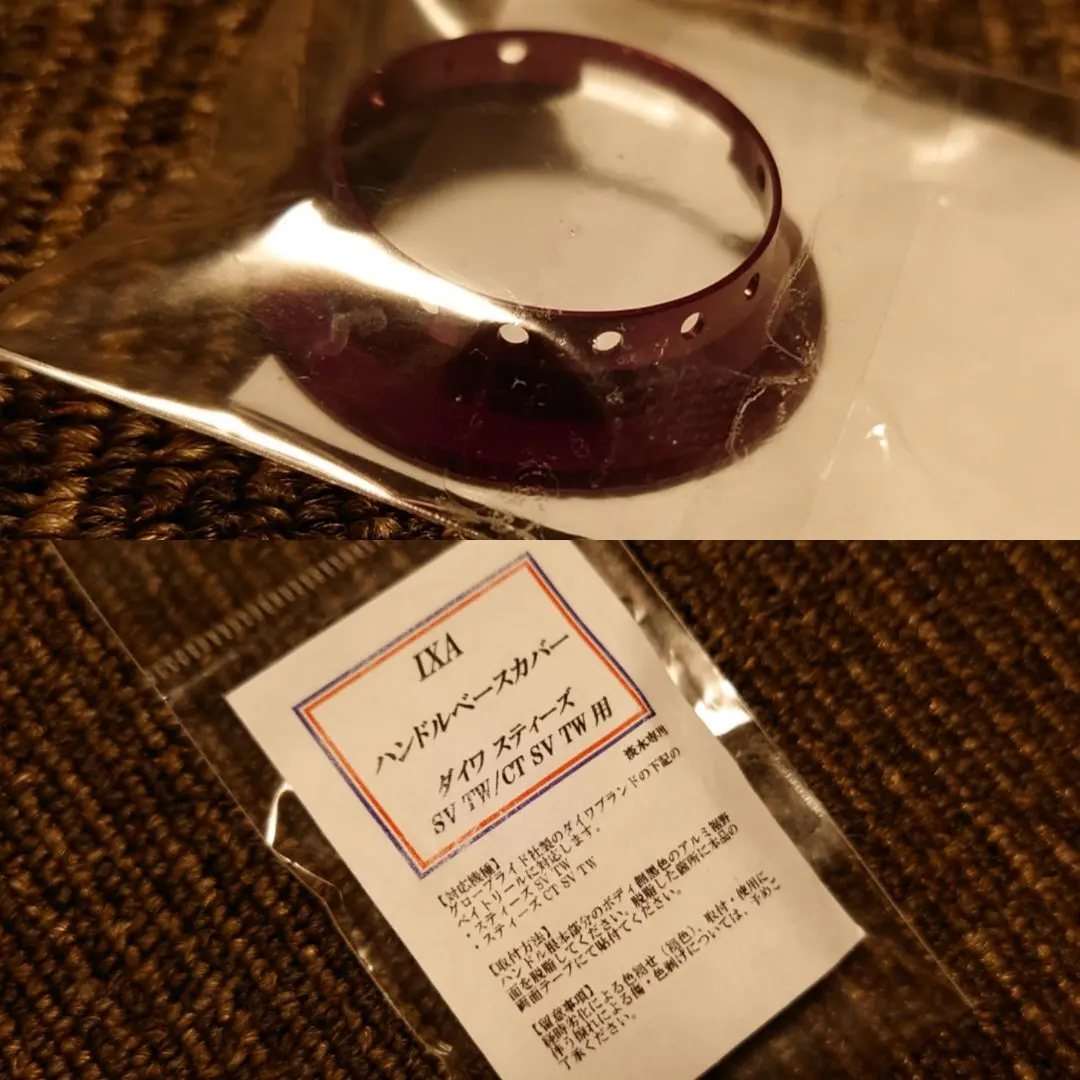 IXA
ハンドルベースカバー
ダイワ スティーズ
SV TW/CT SV TW 用
淡水専用
【対応機種】
グローブライド社製のダイワブランドの下記の
ベイトリールに対応します。
・スティーズ SV TW
・スティーズ CT SV TW
【取付方法】
ハンドル根本部分のボディ側黒色のアルミ裾野
面を脱脂してください。脱脂した箇所に本品の
両面テープにて貼付てください。
【留意事項】
経時劣化による色褪せ（褪色）、取付・使用に
伴う擦れによる傷・色剥げについては、予めご
了承ください。